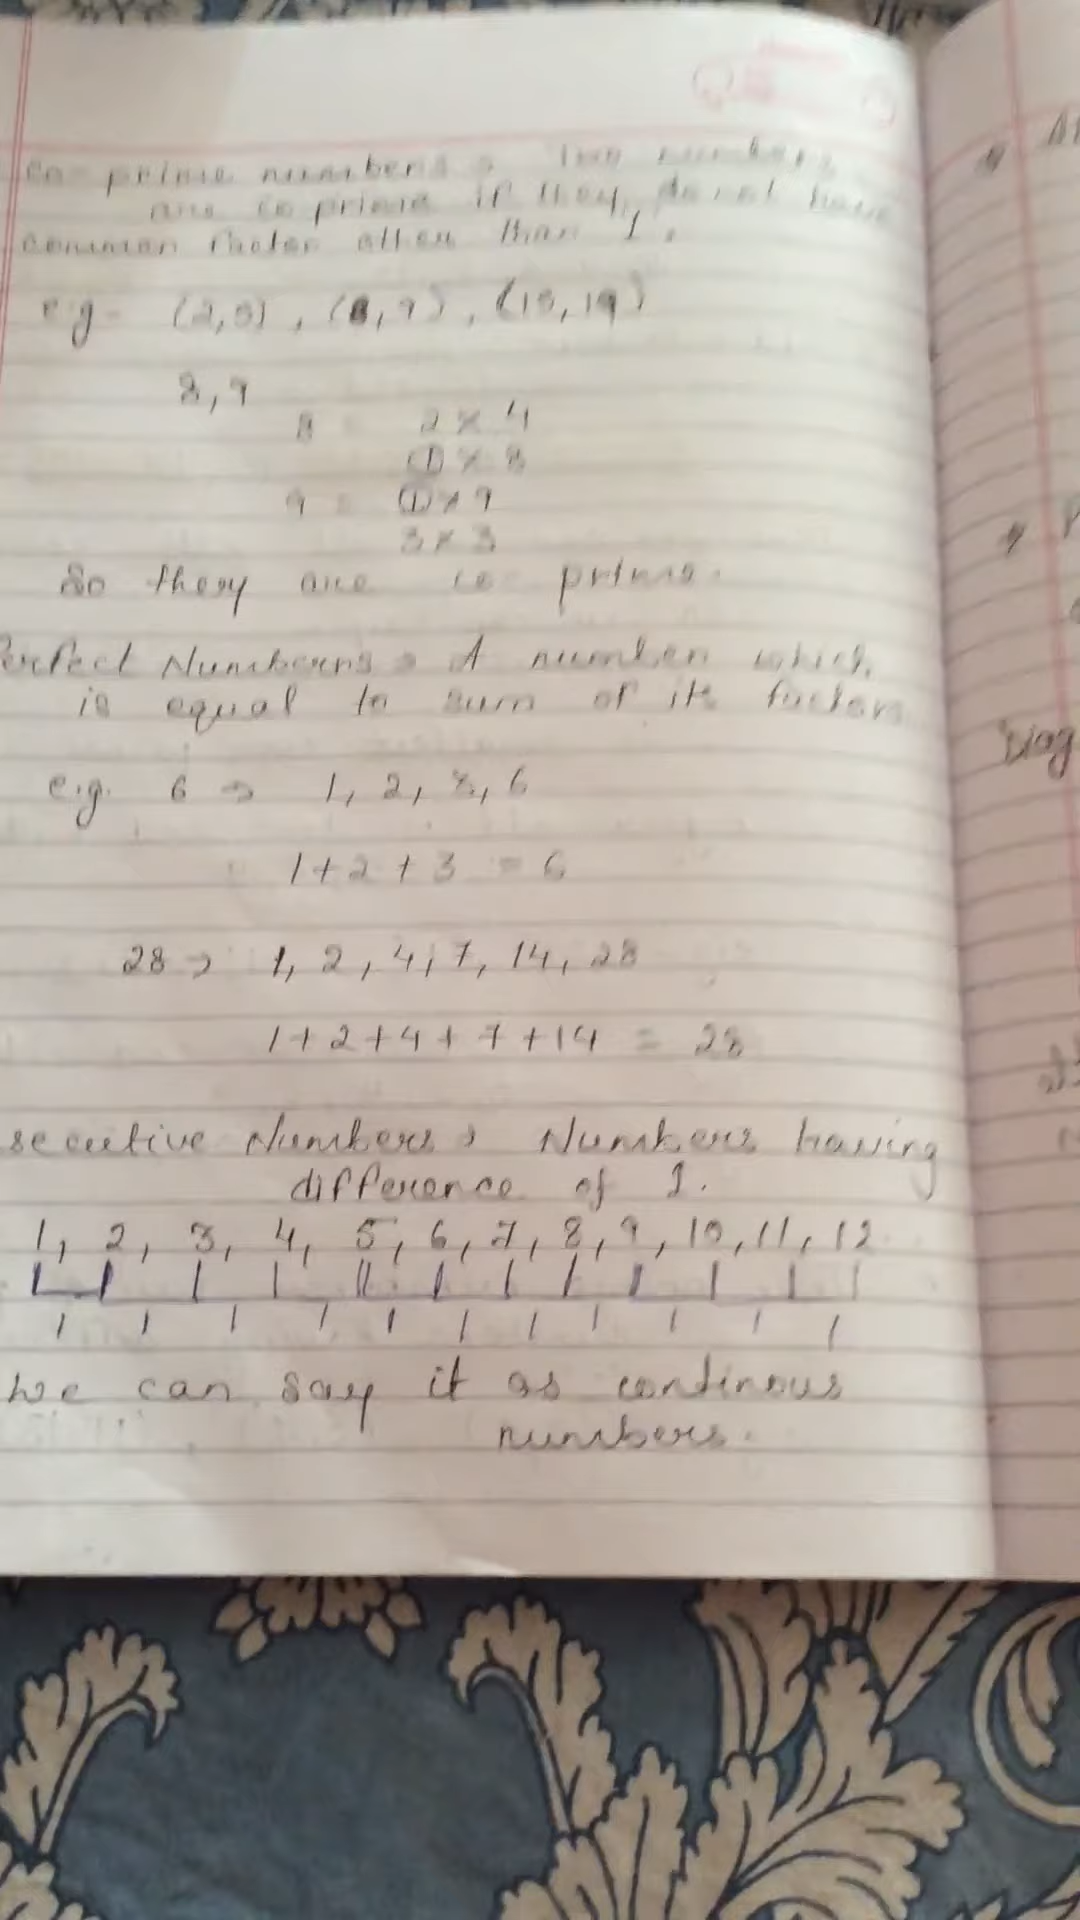 Co-prime numbers → Two numbers
are co prime if they do not have
common factor other than 1.
e.g- (2,5), (8,9), (15,19)
8,9
8 = 2 × 4
1 × 8
9 = 1 × 9
3 × 3
So they are co-prime.
erfect Numbers → A number which
is equal to sum of its factors
e.g. 6 → 1, 2, 3, 6
1+2+3 = 6
28 → 1, 2, 4, 7, 14, 28
1+2+4+7+14 = 28
secutive Numbers → Numbers having
difference of 1.
1, 2, 3, 4, 5, 6, 7, 8, 9, 10, 11, 12
1 1 1 1 1 1 1 1 1 1 1
we can say it as continous
numbers.
Diag